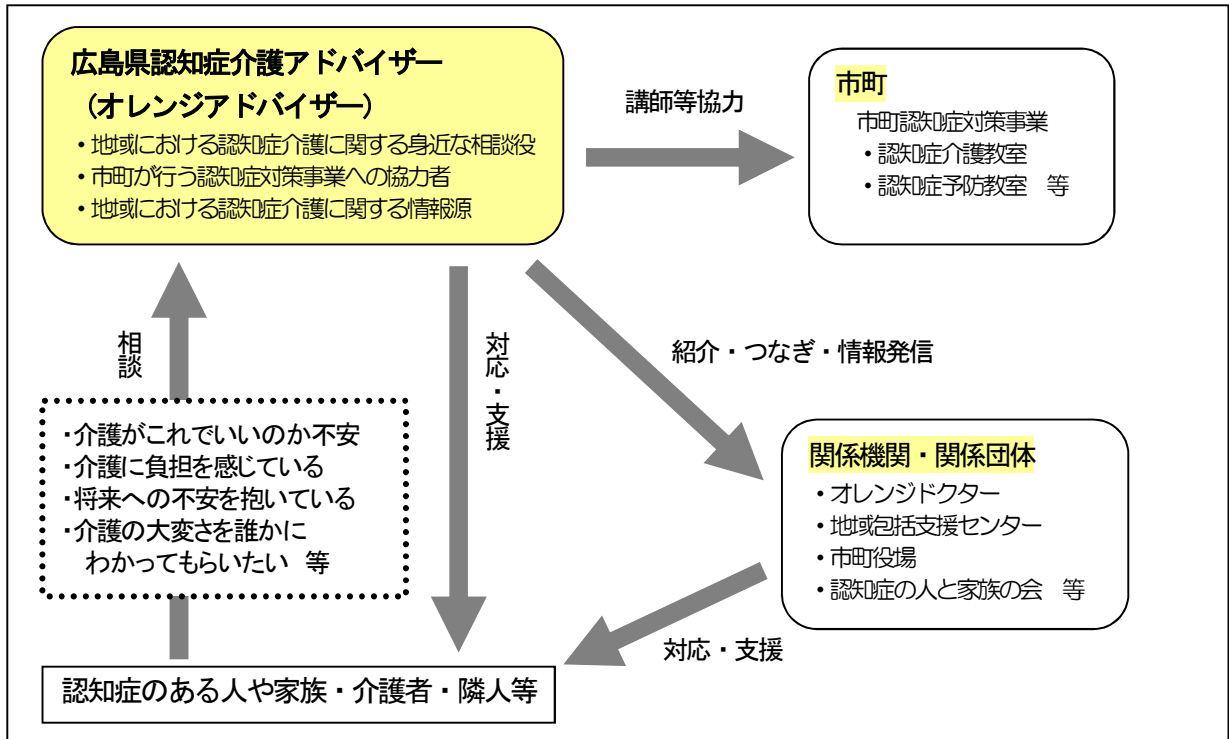 広島県認知症介護アドバイザー
(オレンジアドバイザー)
・地域における認知症介護に関する身近な相談役
・市町が行う認知症対策事業への協力者
・地域における認知症介護に関する情報源
講師等協力
市町
市町認知症対策事業
・認知症介護教室
・認知症予防教室　等
相談
対応・支援
紹介・つなぎ・情報発信
・介護がこれでいいのか不安
・介護に負担を感じている
・将来への不安を抱いている
・介護の大変さを誰かに
わかってもらいたい　等
関係機関・関係団体
・オレンジドクター
・地域包括支援センター
・市町役場
・認知症の人と家族の会　等
対応・支援
認知症のある人や家族・介護者・隣人等